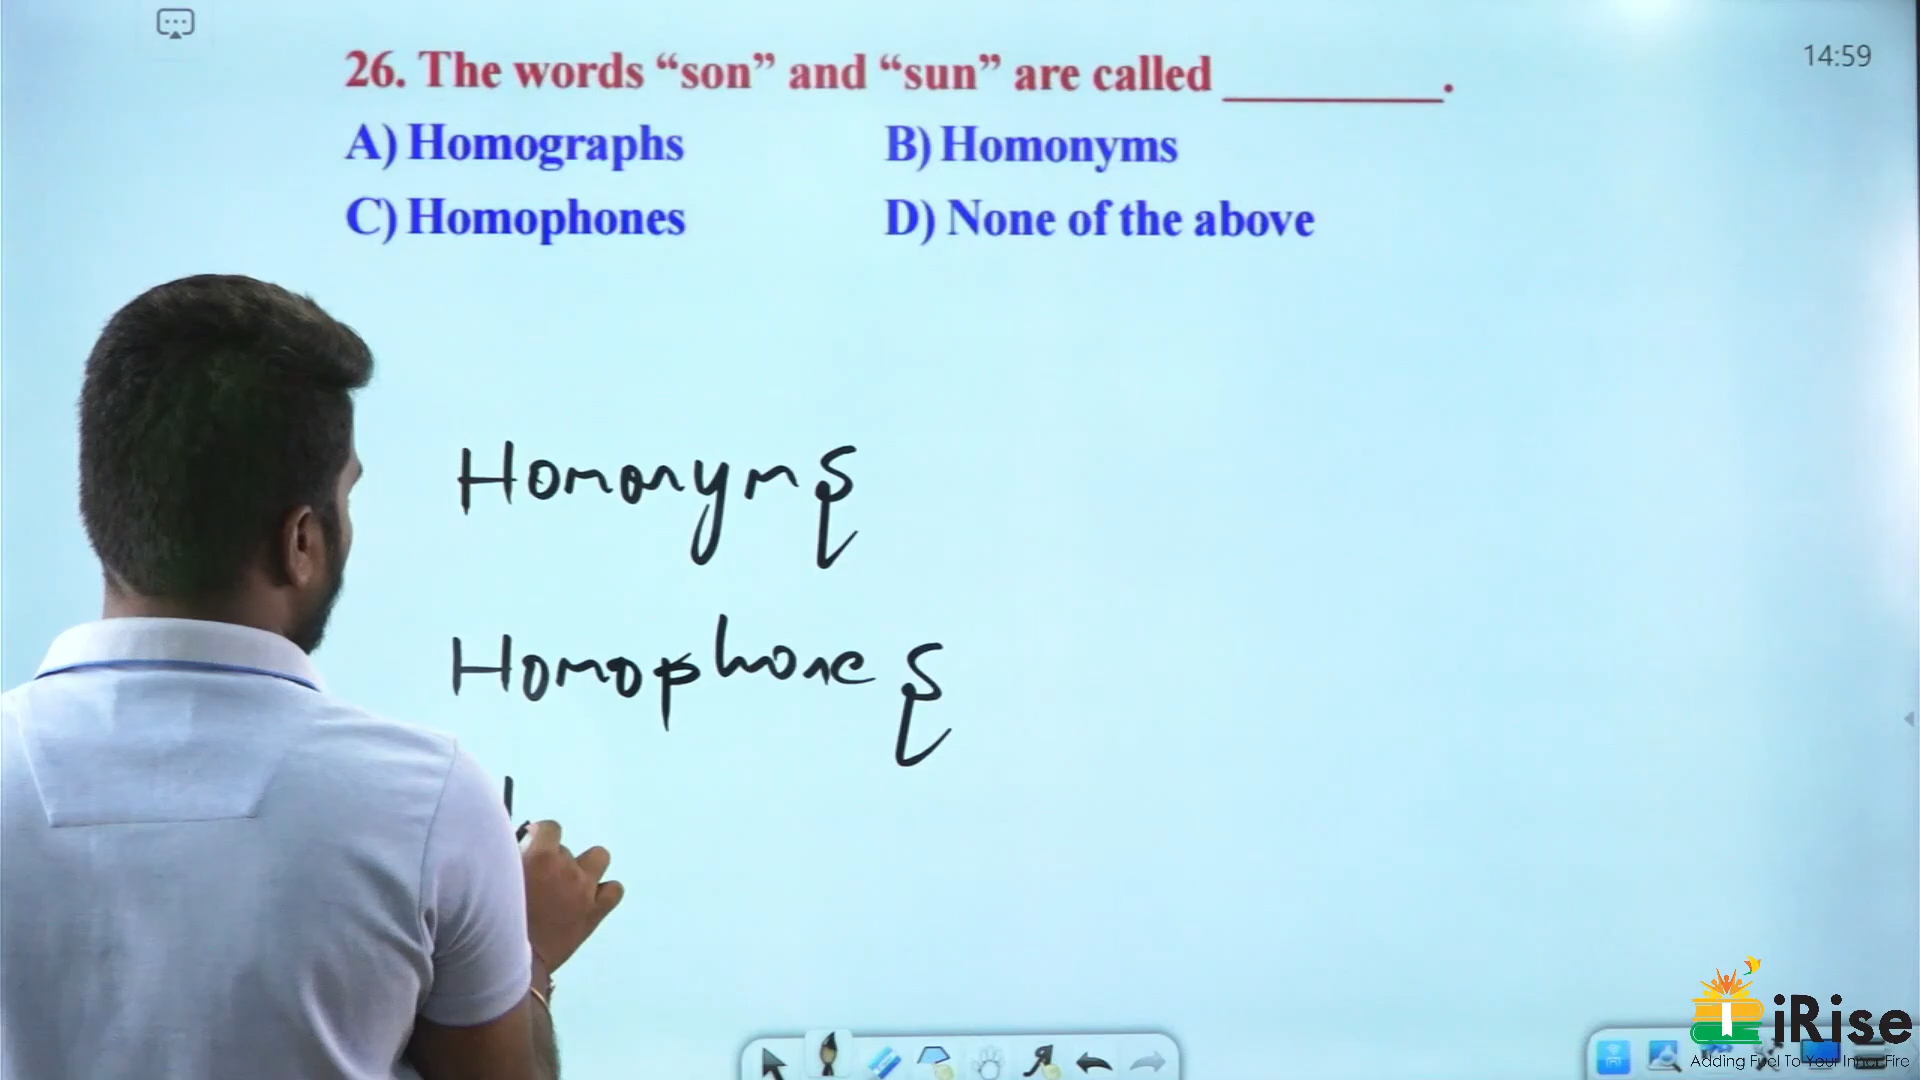 14:59
26. The words “son” and “sun” are called ________.
A) Homographs B) Homonyms
C) Homophones D) None of the above
Homonyms
Homophones
iRise
Adding Fuel To Your Inner Fire